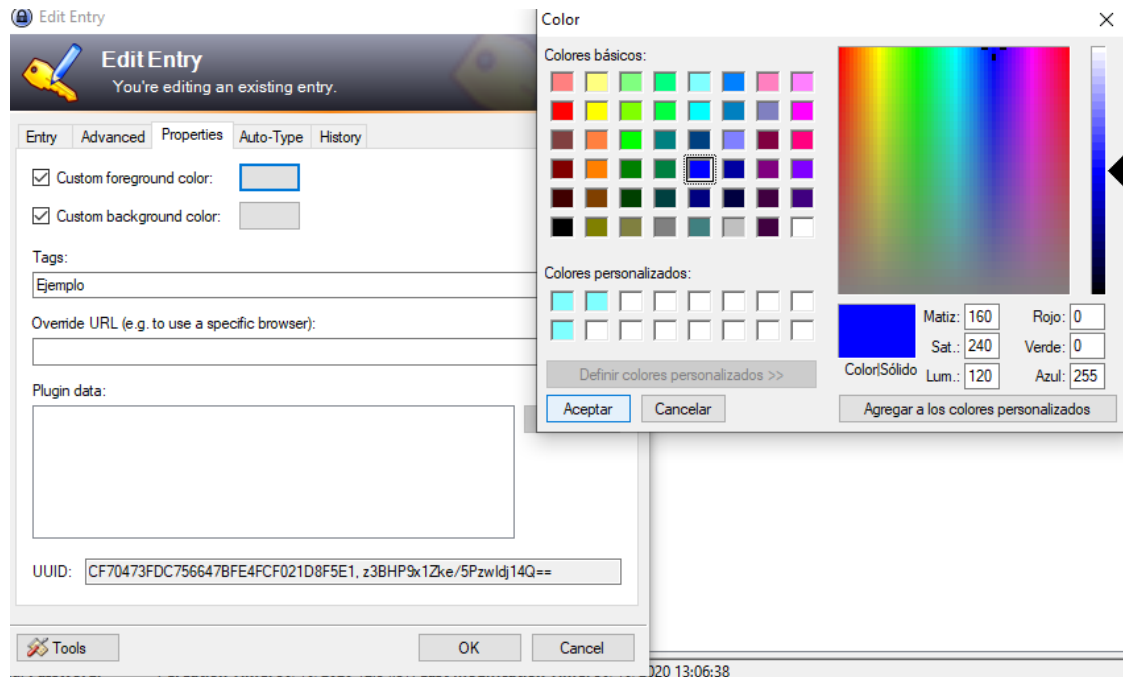 Edit Entry
Edit Entry
You're editing an existing entry.
Entry Advanced Properties Auto-Type History
Custom foreground color:
Custom background color:
Tags:
Ejemplo
Override URL (e.g. to use a specific browser):
Plugin data:
UUID: CF70473FDC756647BFE4FCF021D8F5E1, z3BHP9x1Zke/5Pzwldj14Q==
Tools OK Cancel
Color
Colores básicos:
Colores personalizados:
Definir colores personalizados >>
Aceptar Cancelar
Color|Sólido
Matiz: 160 Rojo: 0
Sat.: 240 Verde: 0
Lum.: 120 Azul: 255
Agregar a los colores personalizados
13:06:38